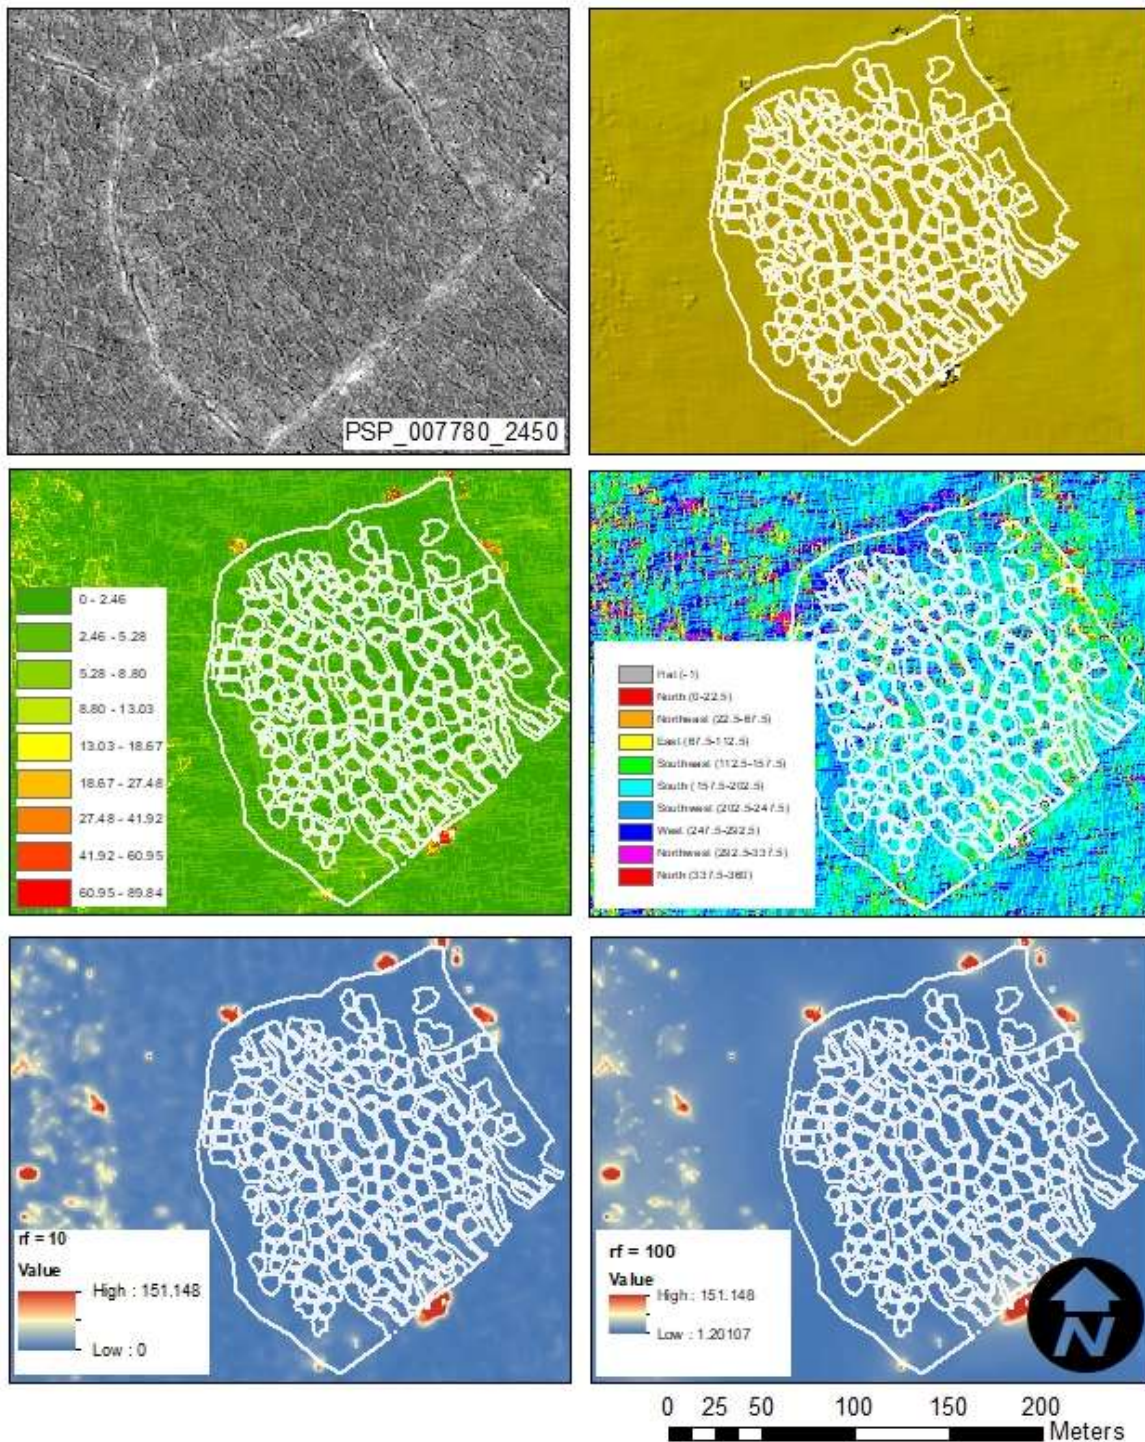 PSP_007780_2450
0 - 2.46
2.46 - 5.28
5.28 - 8.80
8.80 - 13.03
13.03 - 18.67
18.67 - 27.48
27.48 - 41.92
41.92 - 60.95
60.95 - 89.84
Flat (-1)
North (0-22.5)
Northeast (22.5-67.5)
East (67.5-112.5)
Southeast (112.5-157.5)
South (157.5-202.5)
Southwest (202.5-247.5)
West (247.5-292.5)
Northwest (292.5-337.5)
North (337.5-360)
rf = 10
Value
High : 151.148
Low : 0
rf = 100
Value
High : 151.148
Low : 1.20107
N
0 25 50 100 150 200
Meters